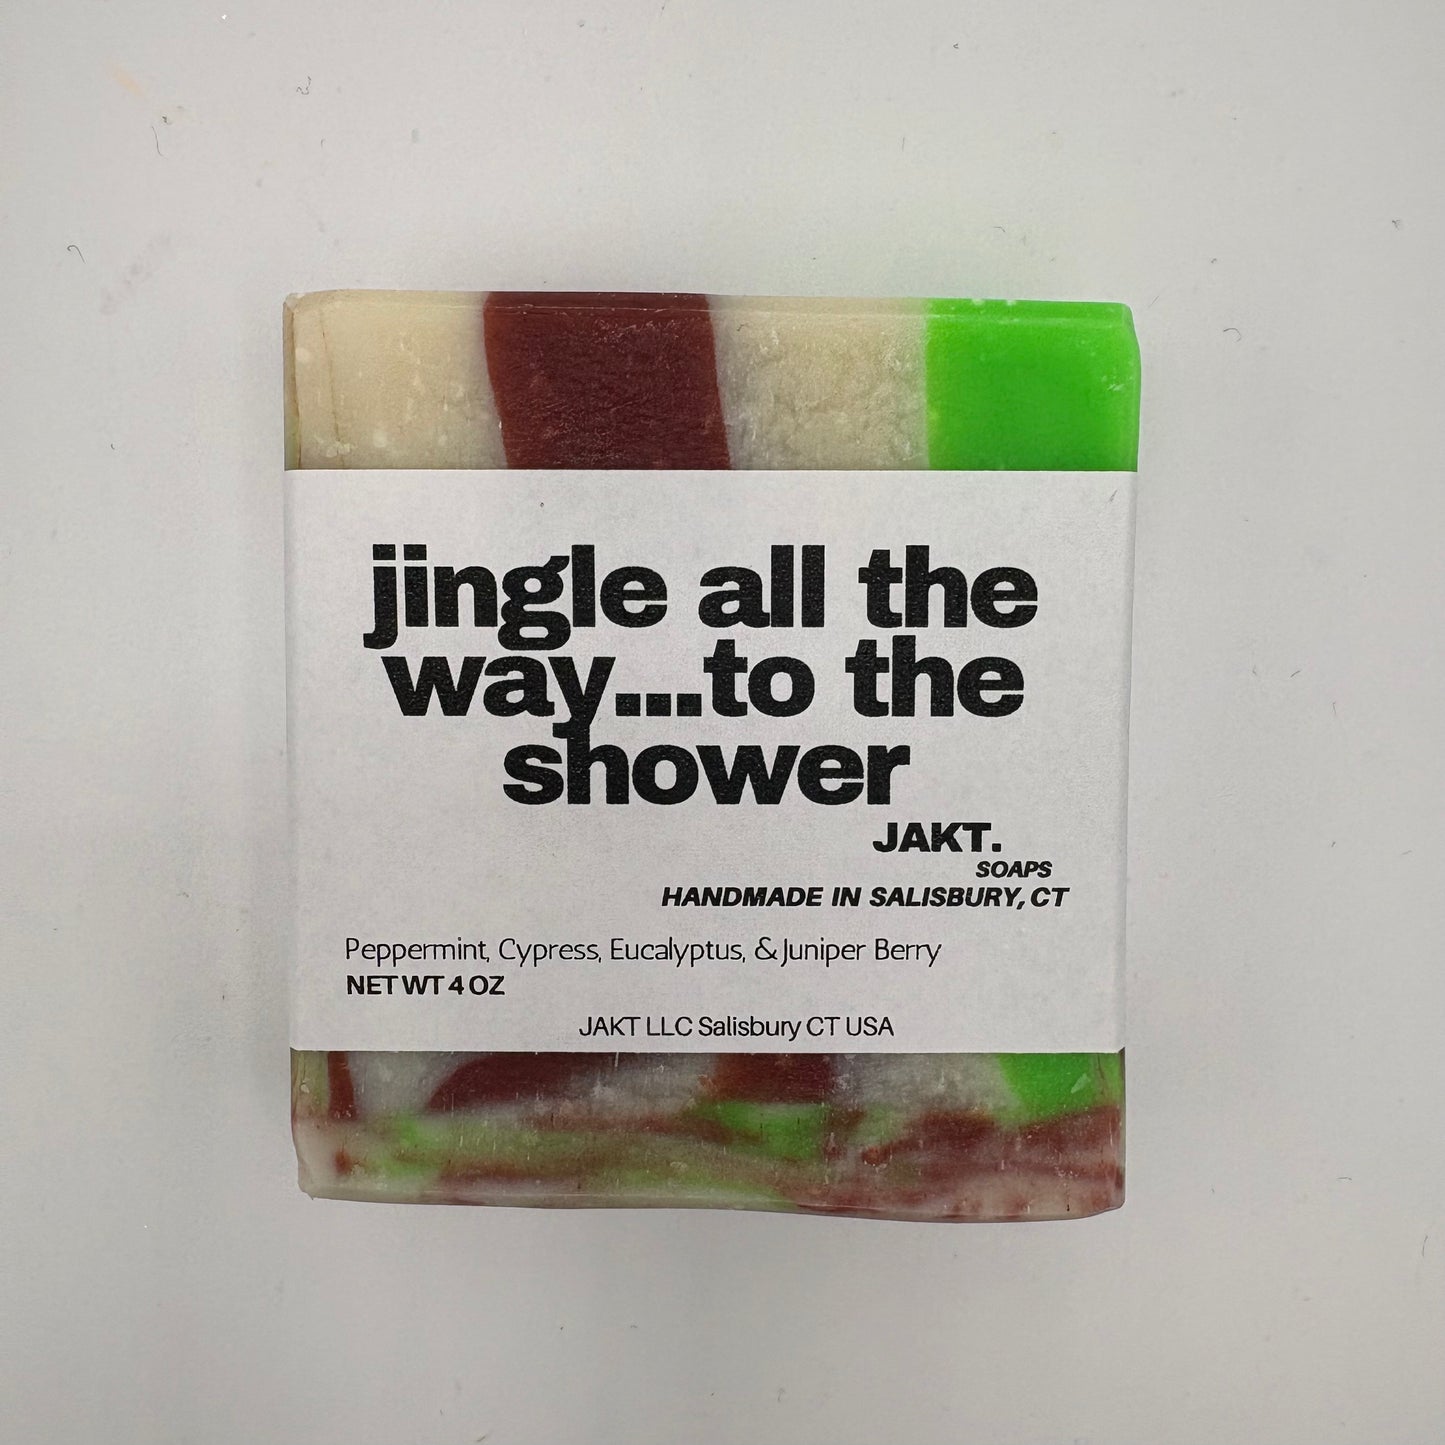 jingle all the
way...to the
shower
JAKT.
SOAPS
HANDMADE IN SALISBURY, CT
Peppermint, Cypress, Eucalyptus, & Juniper Berry
NET WT 4 OZ
JAKT LLC Salisbury CT USA